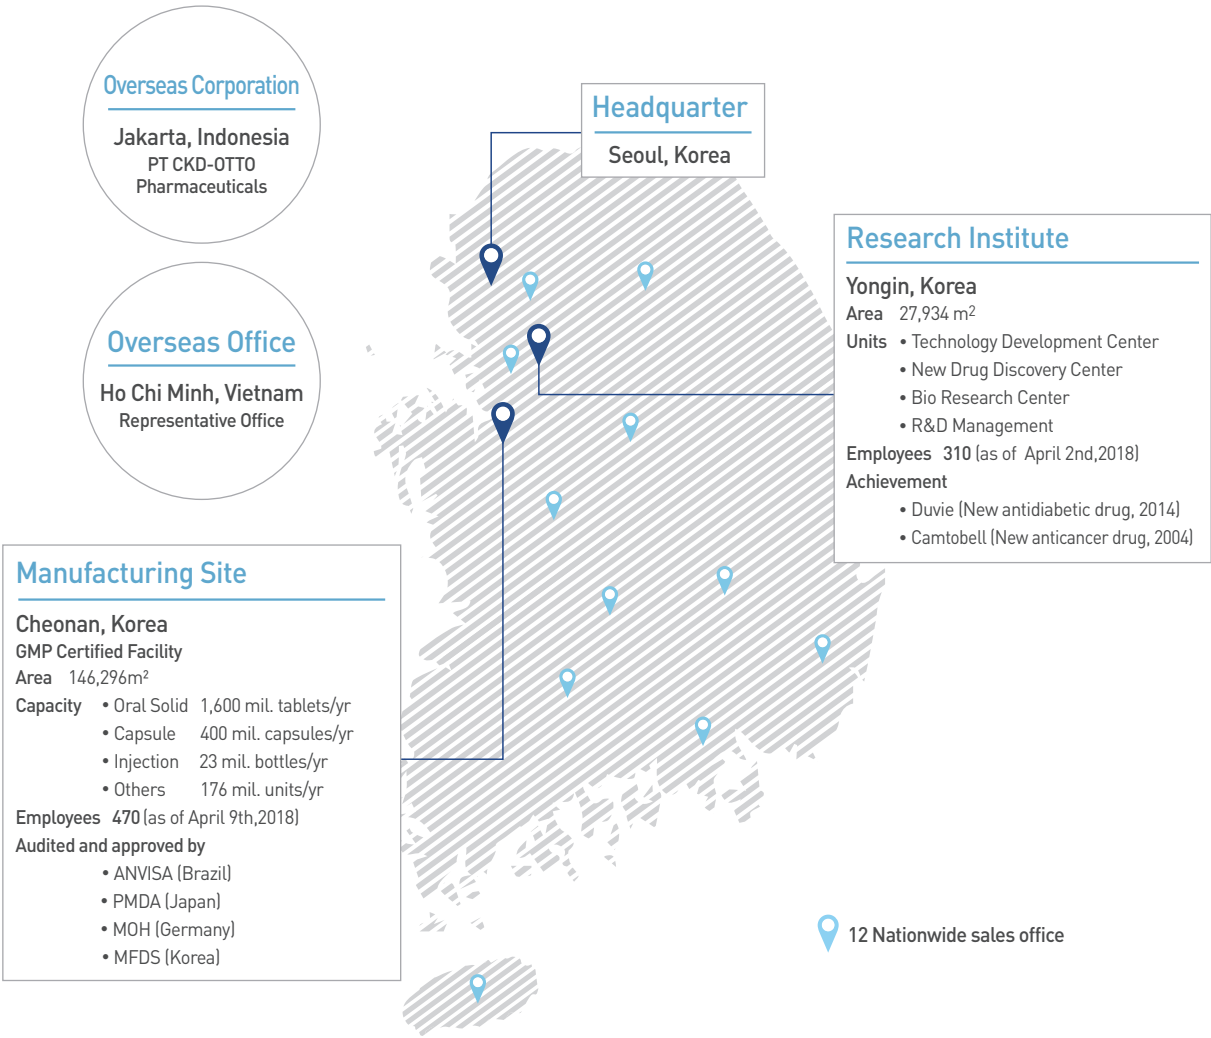 Overseas Corporation
Jakarta, Indonesia
PT CKD-OTTO
Pharmaceuticals
Overseas Office
Ho Chi Minh, Vietnam
Representative Office
Headquarter
Seoul, Korea
Research Institute
Yongin, Korea
Area 27,934 m²
Units • Technology Development Center
• New Drug Discovery Center
• Bio Research Center
• R&D Management
Employees 310 (as of April 2nd,2018)
Achievement
• Duvie (New antidiabetic drug, 2014)
• Camtobell (New anticancer drug, 2004)
Manufacturing Site
Cheonan, Korea
GMP Certified Facility
Area 146,296m²
Capacity • Oral Solid 1,600 mil. tablets/yr
• Capsule 400 mil. capsules/yr
• Injection 23 mil. bottles/yr
• Others 176 mil. units/yr
Employees 470 (as of April 9th,2018)
Audited and approved by
• ANVISA (Brazil)
• PMDA (Japan)
• MOH (Germany)
• MFDS (Korea)
12 Nationwide sales office